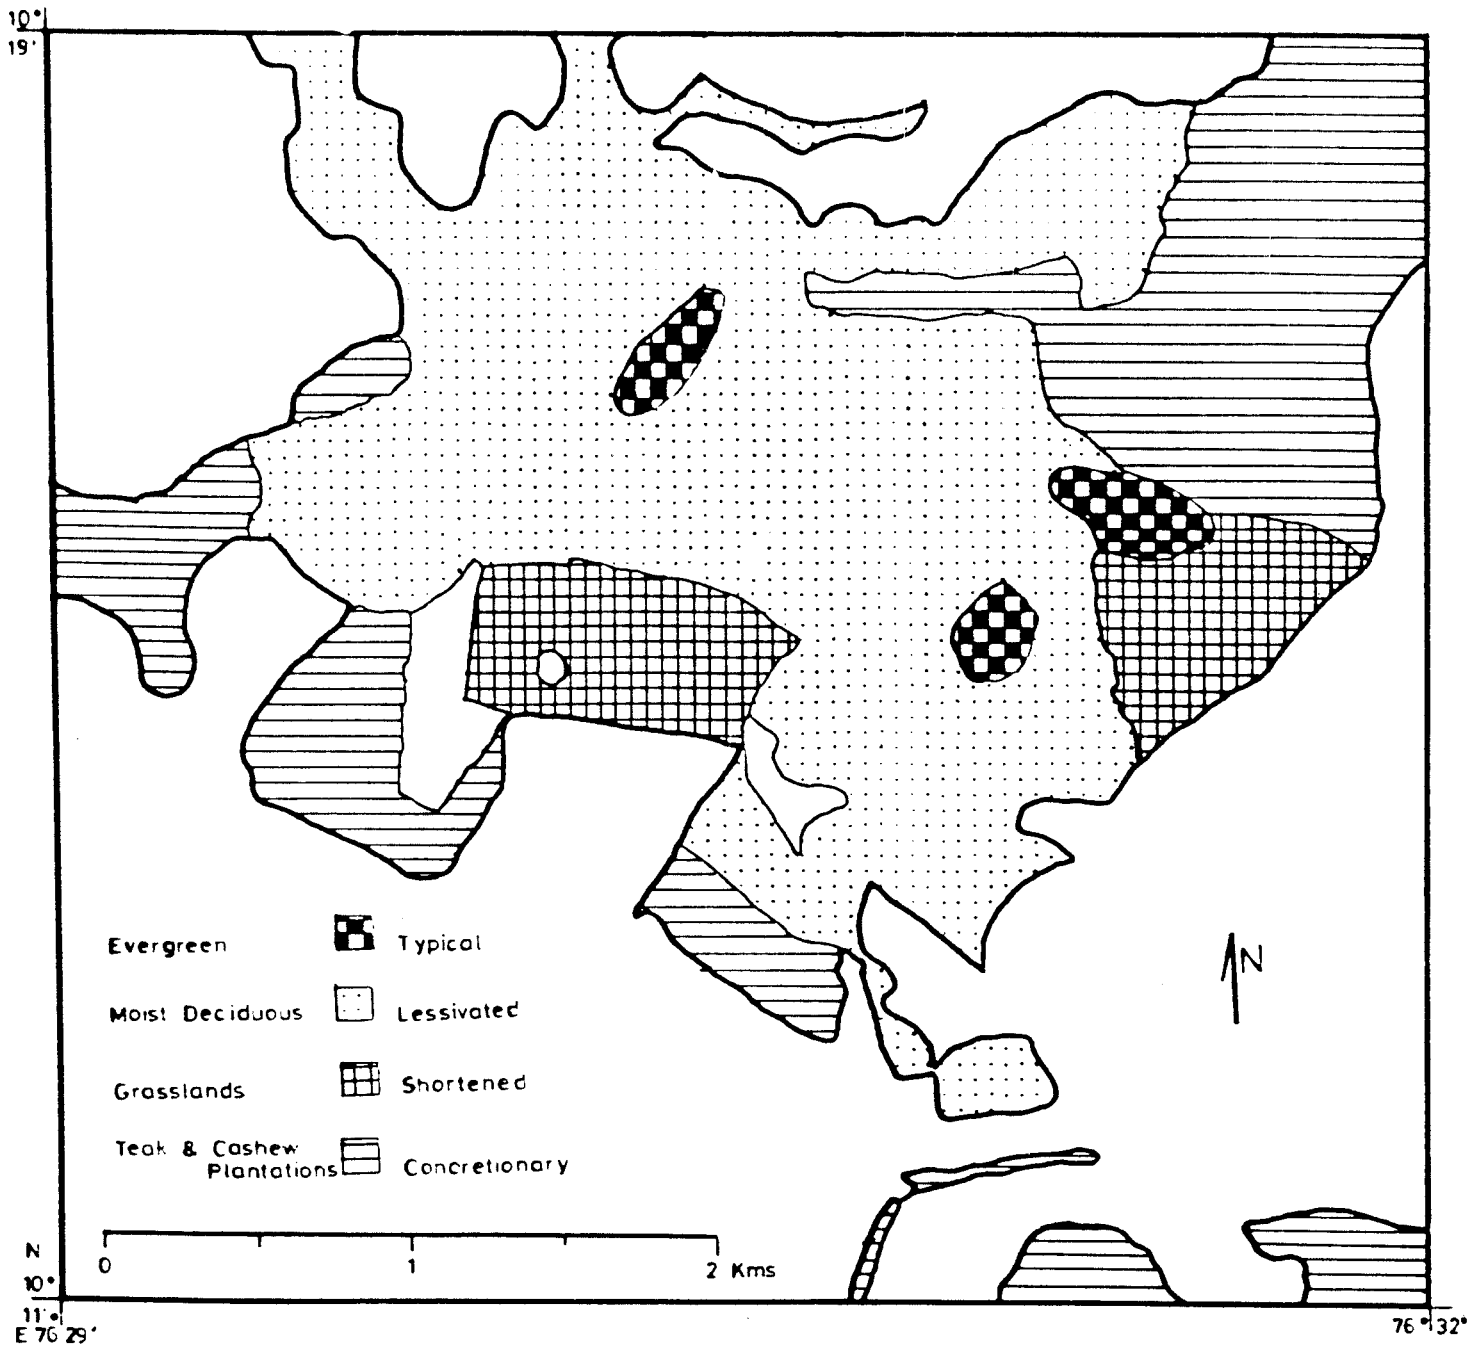 10°
19'
Evergreen Typical
Moist Deciduous Lessivated
Grasslands Shortened
Teak & Cashew
Plantations Concretionary
N
0 1 2 Kms
N
10°
11'
E 76 29'
76° 32°